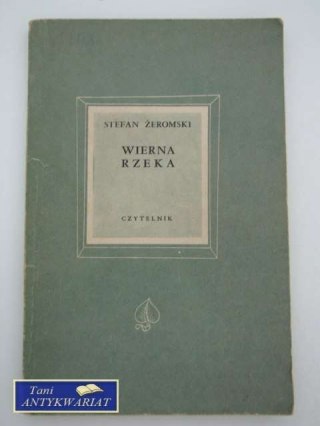 STEFAN ŻEROMSKI
WIERNA
RZEKA
CZYTELNIK
Tani
ANTYKWARIAT